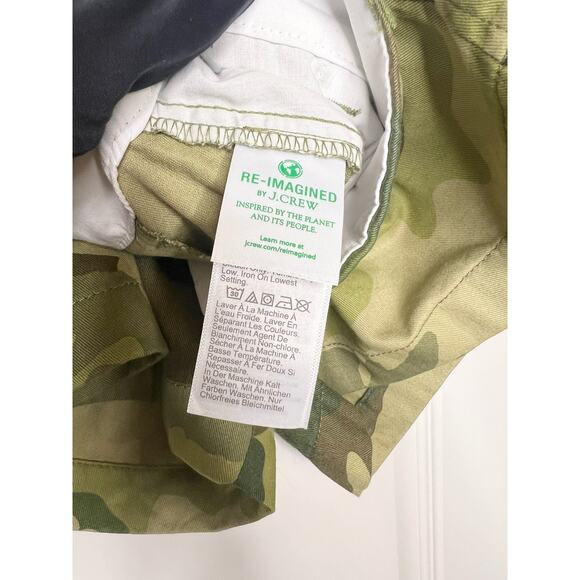 RE-IMAGINED
BY J.CREW
INSPIRED BY THE PLANET
AND ITS PEOPLE.
Learn more at
jcrew.com/reimagined
Low. Iron On Lowest
Setting.
30
Laver À La Machine À
L'eau Froide. Laver En
Séparant Les Couleurs.
Seulement Agent De
Blanchiment Non-chlore.
Sécher À La Machine À
Basse Température.
Repasser À Fer Doux Si
Nécessaire.
In Der Maschine Kalt
Waschen. Mit Ähnlichen
Farben Waschen. Nur
Chlorfreies Bleichmittel